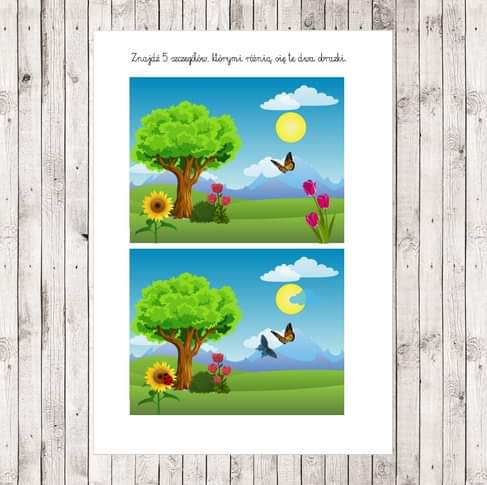 Znajdź 5 szczegółów, którymi różnią się te dwa obrazki.